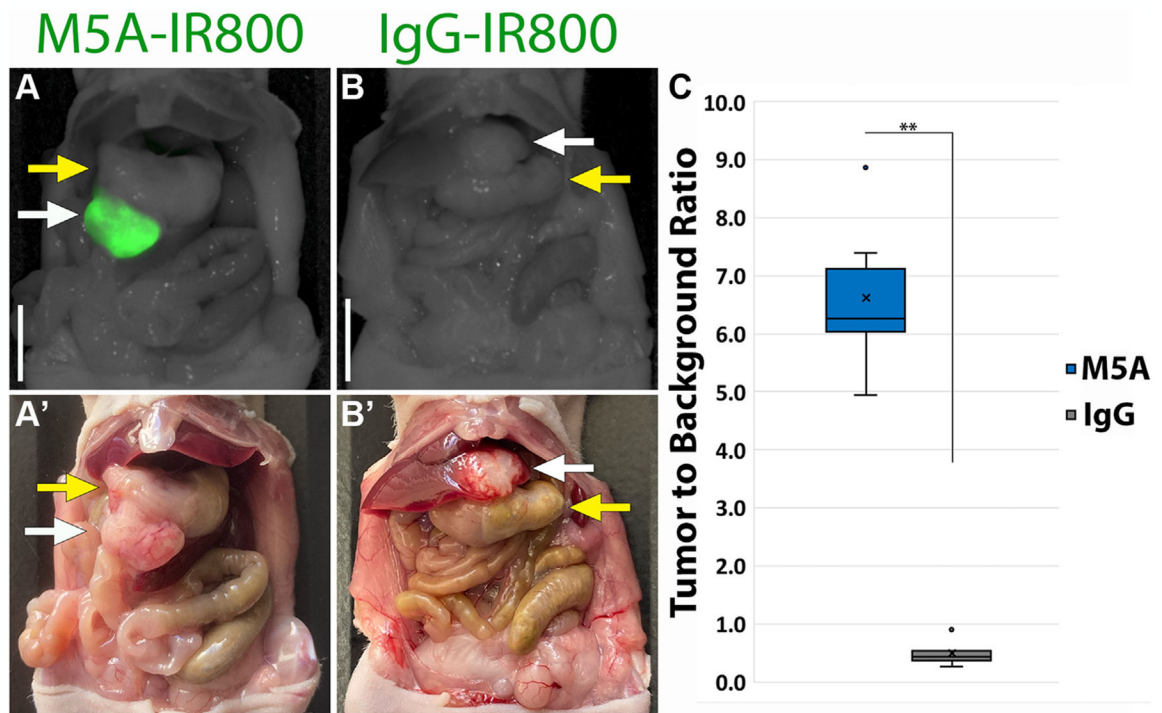 M5A-IR800 IgG-IR800
A
B
C
A'
B'
Tumor to Background Ratio
10.0
9.0
8.0
7.0
6.0
5.0
4.0
3.0
2.0
1.0
0.0
**
M5A
IgG